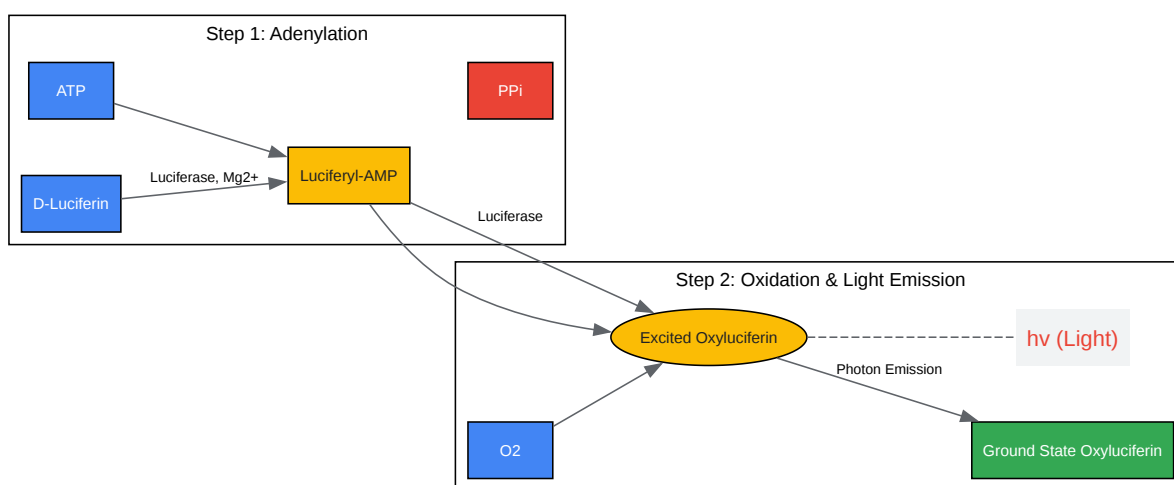 Step 1: Adenylation
ATP
PPi
Luciferase, Mg2+
Luciferyl-AMP
D-Luciferin
Luciferase
Step 2: Oxidation & Light Emission
Excited Oxyluciferin
hv (Light)
Photon Emission
O2
Ground State Oxyluciferin